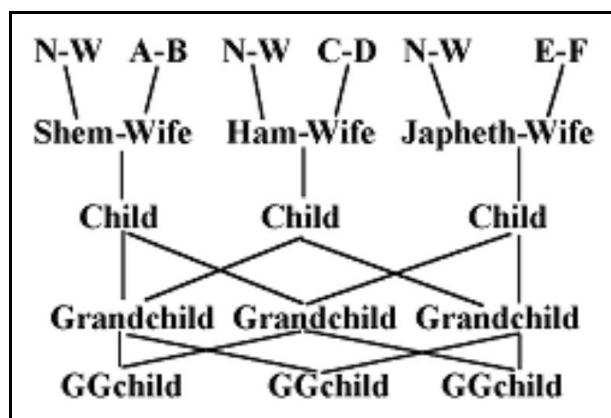 N-W A-B N-W C-D N-W E-F
Shem-Wife Ham-Wife Japheth-Wife
Child Child Child
Grandchild Grandchild Grandchild
GGchild GGchild GGchild